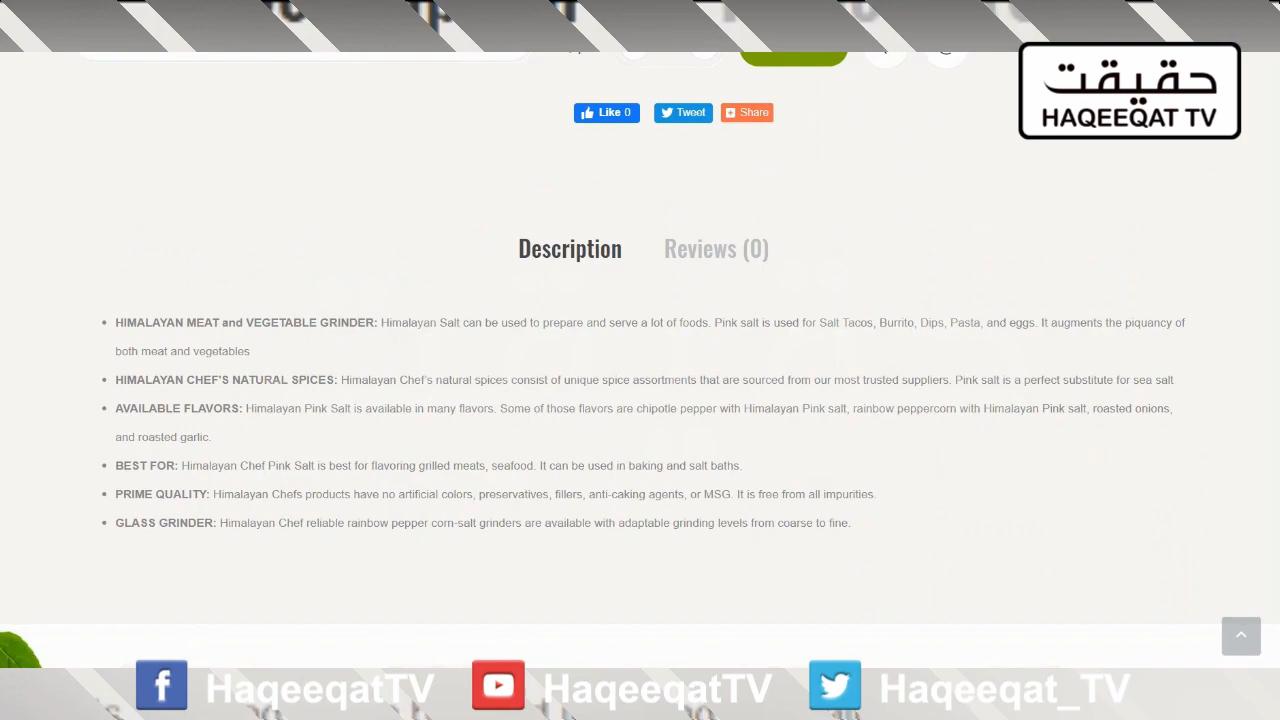 حقیقت
HAQEEQAT TV
Like 0
Tweet
Share
Description
Reviews (0)
HIMALAYAN MEAT and VEGETABLE GRINDER: Himalayan Salt can be used to prepare and serve a lot of foods. Pink salt is used for Salt Tacos, Burrito, Dips, Pasta, and eggs. It augments the piquancy of
both meat and vegetables
HIMALAYAN CHEF'S NATURAL SPICES: Himalayan Chef's natural spices consist of unique spice assortments that are sourced from our most trusted suppliers. Pink salt is a perfect substitute for sea salt
AVAILABLE FLAVORS: Himalayan Pink Salt is available in many flavors. Some of those flavors are chipotle pepper with Himalayan Pink salt, rainbow peppercorn with Himalayan Pink salt, roasted onions,
and roasted garlic.
BEST FOR: Himalayan Chef Pink Salt is best for flavoring grilled meats, seafood. It can be used in baking and salt baths.
PRIME QUALITY: Himalayan Chefs products have no artificial colors, preservatives, fillers, anti-caking agents, or MSG. It is free from all impurities.
GLASS GRINDER: Himalayan Chef reliable rainbow pepper corn-salt grinders are available with adaptable grinding levels from coarse to fine.
HaqeeqatTV
HaqeeqatTV
Haqeeqat_TV